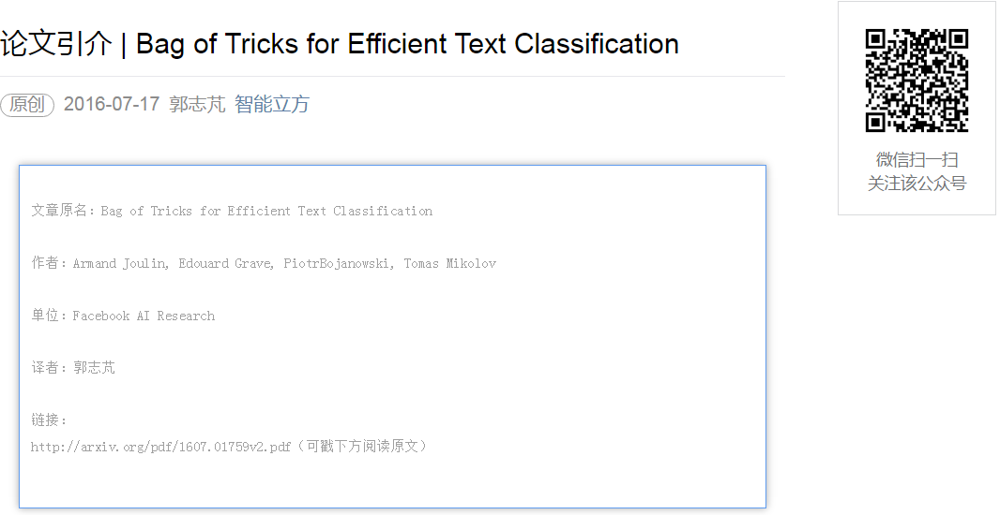 论文引介 | Bag of Tricks for Efficient Text Classification
原创 2016-07-17 郭志芃 智能立方
文章原名：Bag of Tricks for Efficient Text Classification
作者：Armand Joulin, Edouard Grave, PiotrBojanowski, Tomas Mikolov
单位：Facebook AI Research
译者：郭志芃
链接：
http://arxiv.org/pdf/1607.01759v2.pdf（可戳下方阅读原文）
微信扫一扫
关注该公众号